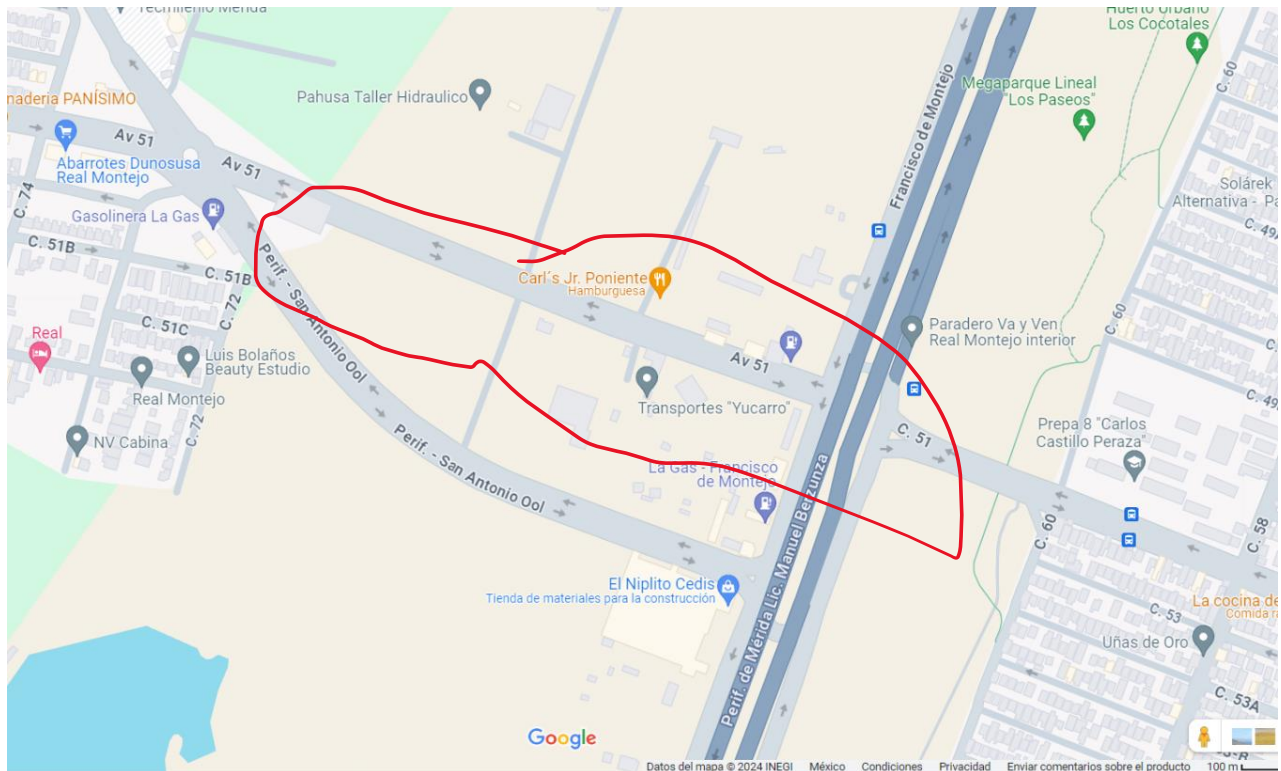 Tecmilenio Mérida
Huerto Urbano
Los Cocotales
Pahusa Taller Hidraulico
Megaparque Lineal
"Los Paseos"
C. 60
PANÍSIMO
Av 51
Abarrotes Dunosusa
Real Montejo
Av 51
Francisco de Montejo
Solárek
Alternativa - 
C. 74
Gasolinera La Gas
C. 49A
C. 51B
Perif. - San Antonio Ool
C. 51B
Carl's Jr. Poniente
Hamburguesa
C. 72
C. 60
C. 51C
Real
Luis Bolaños
Beauty Estudio
Paradero Va y Ven
Real Montejo interior
Av 51
Real Montejo
Transportes "Yucarro"
C. 49
C. 72
NV Cabina
C. 51
Prepa 8 "Carlos
Castillo Peraza"
Perif. - San Antonio Ool
La Gas - Francisco
de Montejo
C. 60
C. 58
Perif. de Mérida Lic. Manuel Berzunza
El Niplito Cedis
Tienda de materiales para la construcción
C. 53
La cocina de
Comida
Uñas de Oro
C. 53A
Google
Datos del mapa © 2024 INEGI México Condiciones Privacidad Enviar comentarios sobre el producto 100 m